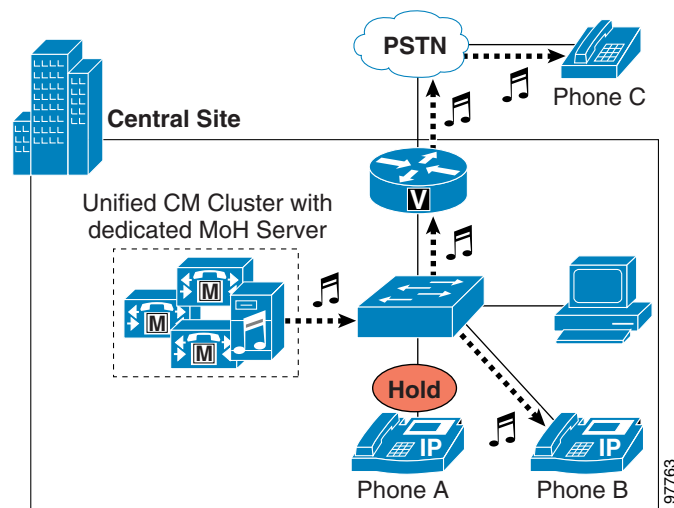 PSTN
Phone C
Central Site
V
Unified CM Cluster with
dedicated MoH Server
M
M
M
Hold
IP
IP
Phone A
Phone B
97763